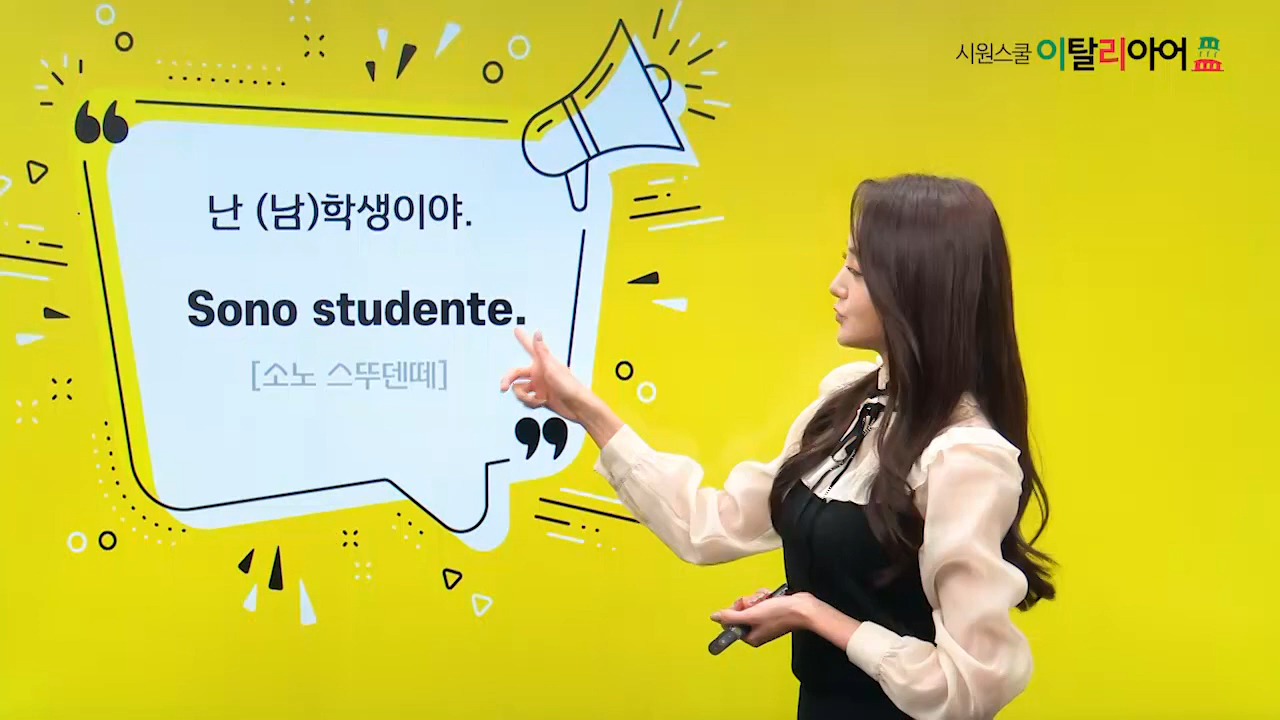 시원스쿨 이탈리아어
난 (남)학생이야.
Sono studente.
[소노 스뚜덴떼]